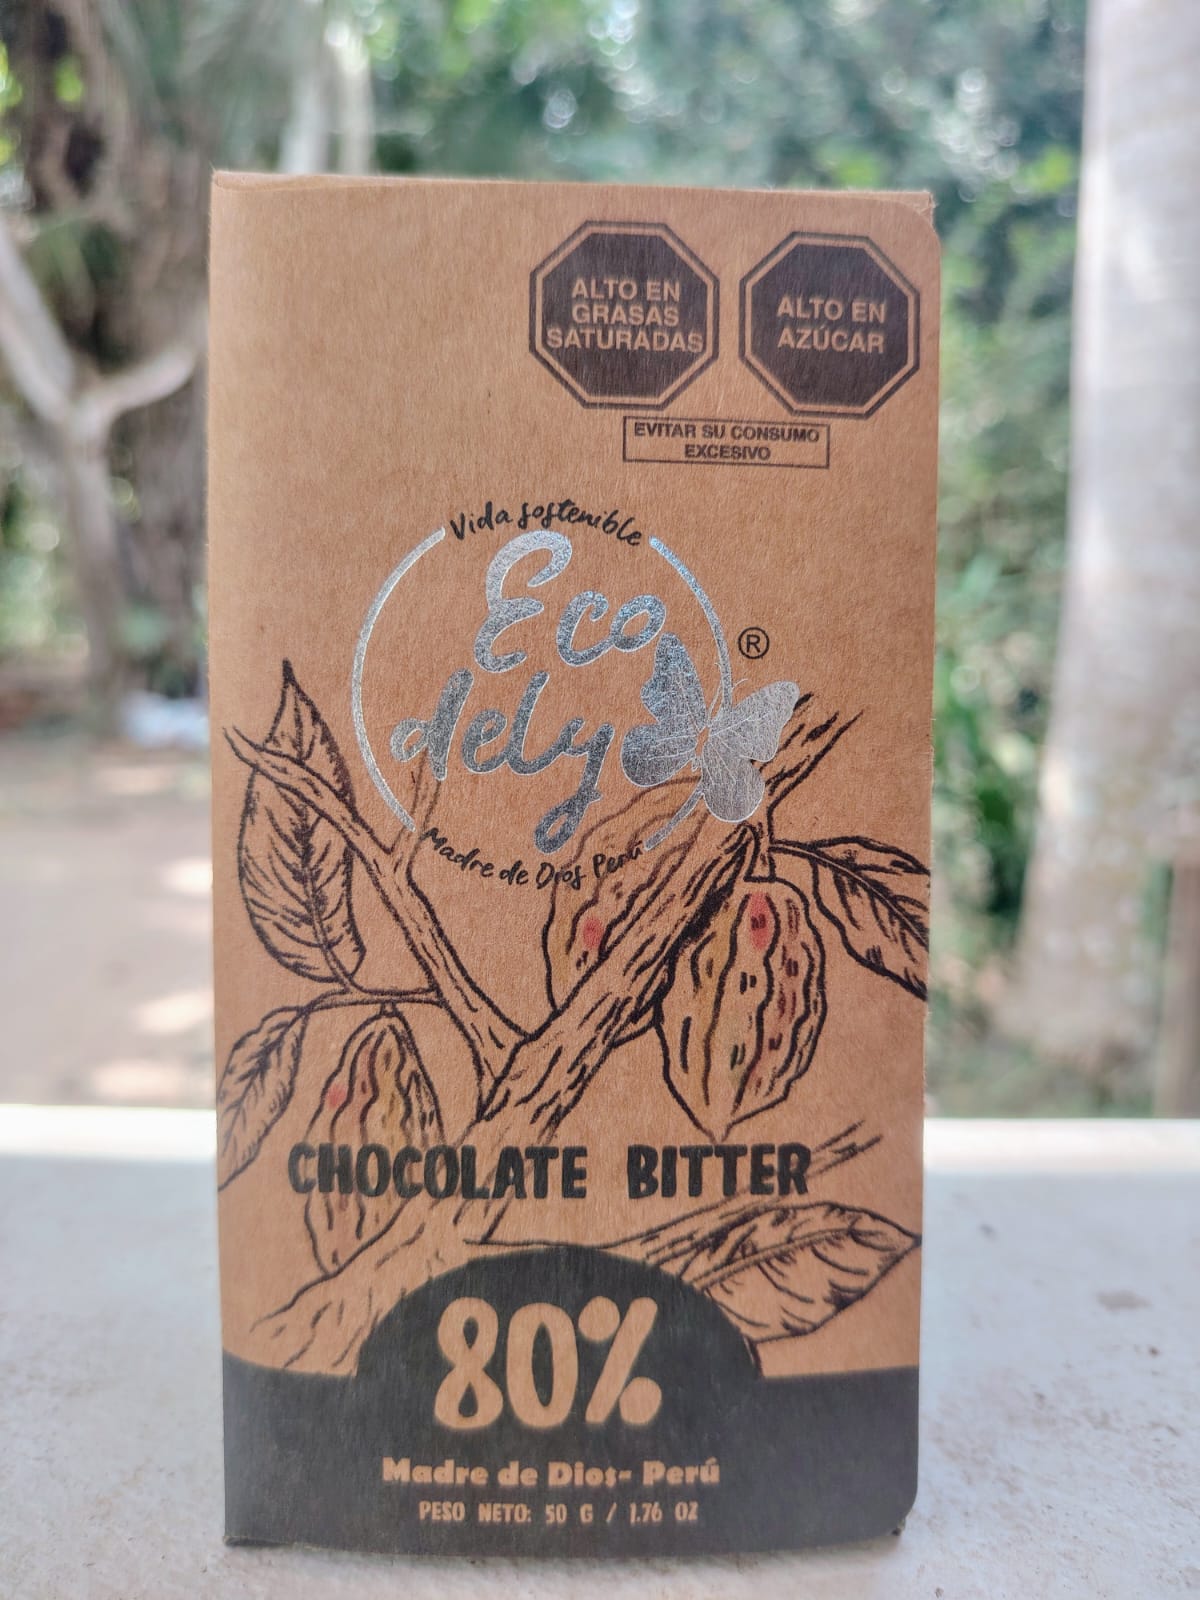 ALTO EN
GRASAS
SATURADAS
ALTO EN
AZÚCAR
EVITAR SU CONSUMO
EXCESIVO
Vida sostenible
Eco
dely
®
Madre de Dios Perú
CHOCOLATE BITTER
80%
Madre de Dios- Perú
PESO NETO: 50 G / 1.76 OZ